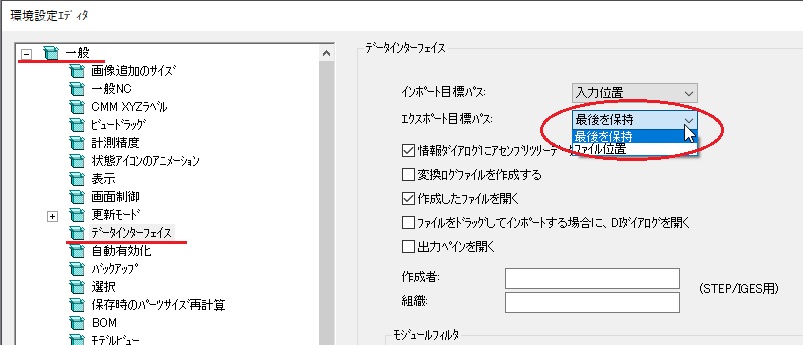 環境設定エディタ
一般
画像追加のサイズ
一般NC
CMM XYZラベル
ビュードラッグ
計測精度
状態アイコンのアニメーション
表示
画面制御
更新モード
データインターフェイス
自動有効化
バックアップ
選択
保存時のパーツサイズ再計算
BOM
モデルビュー
データインターフェイス
インポート目標パス: 入力位置
エクスポート目標パス: 最後を保持
最後を保持
ファイル位置
情報ダイアログにアセンブリツリーデータ
変換ログファイルを作成する
作成したファイルを開く
ファイルをドラッグしてインポートする場合に、DIダイアログを開く
出力ペインを開く
作成者:
組織:
(STEP/IGES用)
モジュールフィルタ